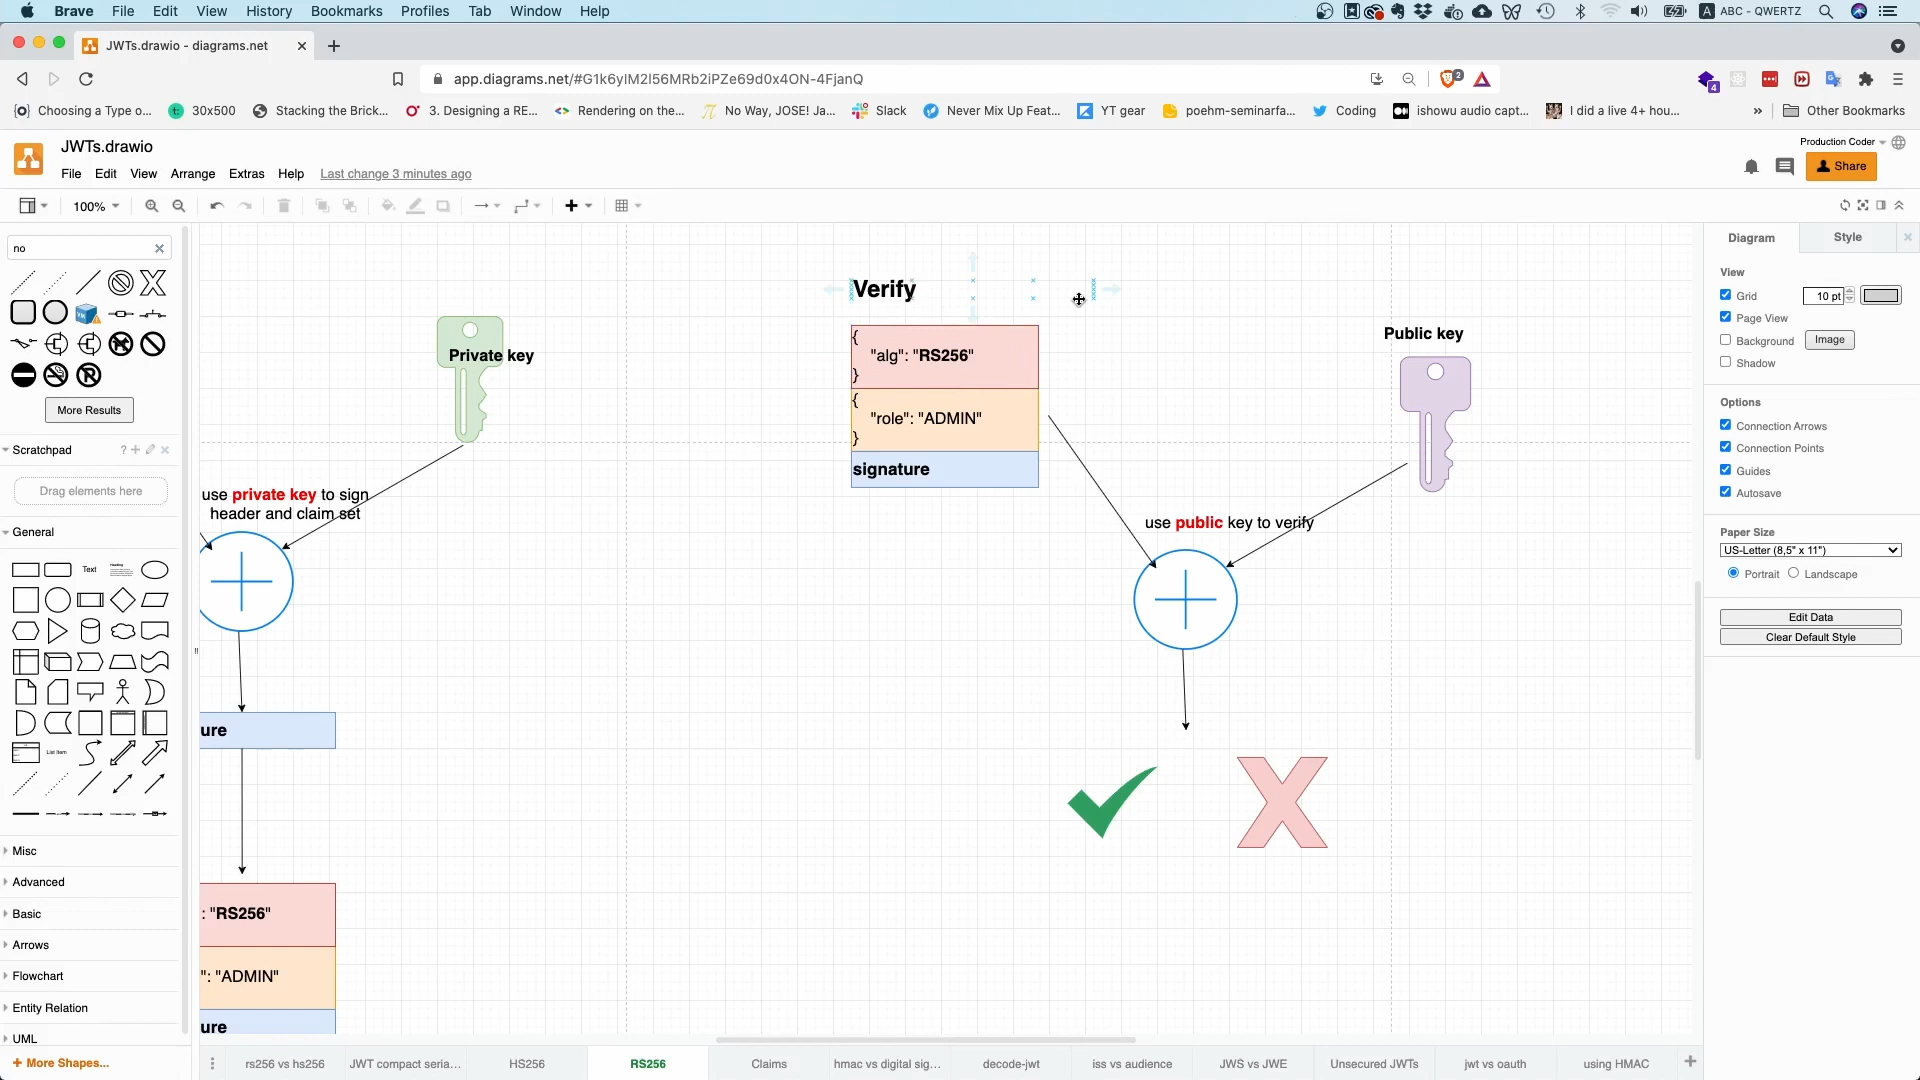 Brave File Edit View History Bookmarks Profiles Tab Window Help
A ABC - QWERTZ
JWTs.drawio - diagrams.net
app.diagrams.net/#G1k6ylM2l56MRb2iPZe69d0x4ON-4FjanQ
2
4
Choosing a Type o... 30x500 Stacking the Brick... 3. Designing a RE... Rendering on the... No Way, JOSE! Ja... Slack Never Mix Up Feat... YT gear poehm-seminarfa... Coding ishowu audio capt... I did a live 4+ hou... » Other Bookmarks
JWTs.drawio
Production Coder
File Edit View Arrange Extras Help Last change 3 minutes ago
Share
100%
no
More Results
Scratchpad
?
Drag elements here
General
Text
Heading
List Item
Misc
Advanced
Basic
Arrows
Flowchart
Entity Relation
UML
+ More Shapes...
Private key
use private key to sign
header and claim set
"
ure
: "RS256"
": "ADMIN"
ure
Verify
{
"alg": "RS256"
}
{
"role": "ADMIN"
}
signature
Public key
use public key to verify
Diagram Style
View
Grid 10 pt
Page View
Background Image
Shadow
Options
Connection Arrows
Connection Points
Guides
Autosave
Paper Size
US-Letter (8,5" x 11")
Portrait Landscape
Edit Data
Clear Default Style
rs256 vs hs256 JWT compact seria... HS256 RS256 Claims hmac vs digital sig... decode-jwt iss vs audience JWS vs JWE Unsecured JWTs jwt vs oauth using HMAC